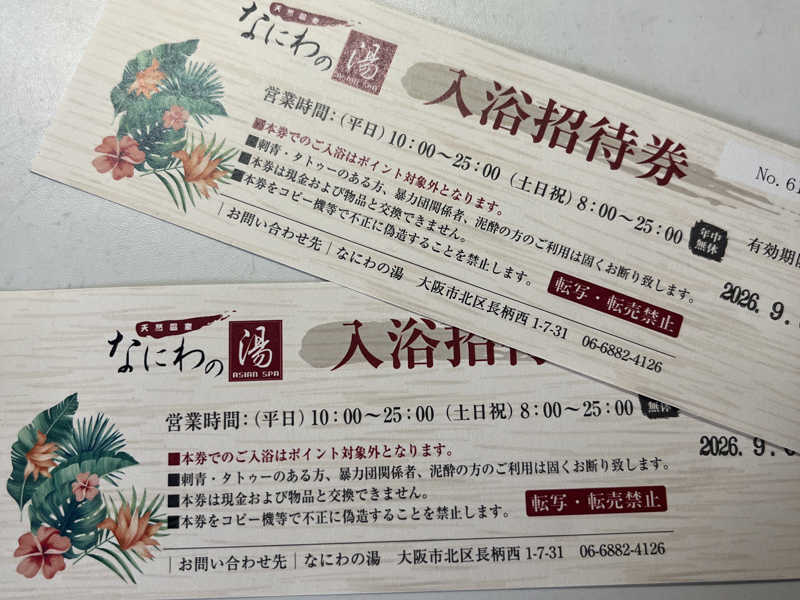 天然温泉
なにわの湯
入浴招待券
No. 6
営業時間：(平日) 10：00～25：00 (土日祝) 8：00～25：00
年中無休
有効期
■本券でのご入浴はポイント対象外となります。
■刺青・タトゥーのある方、暴力団関係者、泥酔の方のご利用は固くお断り致します。
■本券は現金および物品と交換できません。
■本券をコピー機等で不正に偽造することを禁止します。
転写・転売禁止
2026. 9.
|お問い合わせ先|なにわの湯 大阪市北区長柄西 1-7-31 06-6882-4126
天然温泉
なにわの湯
ASIAN SPA
入浴招
営業時間：(平日) 10：00～25：00 (土日祝) 8：00～25：00
無休
2026. 9.
■本券でのご入浴はポイント対象外となります。
■刺青・タトゥーのある方、暴力団関係者、泥酔の方のご利用は固くお断り致します。
■本券は現金および物品と交換できません。
■本券をコピー機等で不正に偽造することを禁止します。
転写・転売禁止
|お問い合わせ先|なにわの湯 大阪市北区長柄西 1-7-31 06-6882-4126